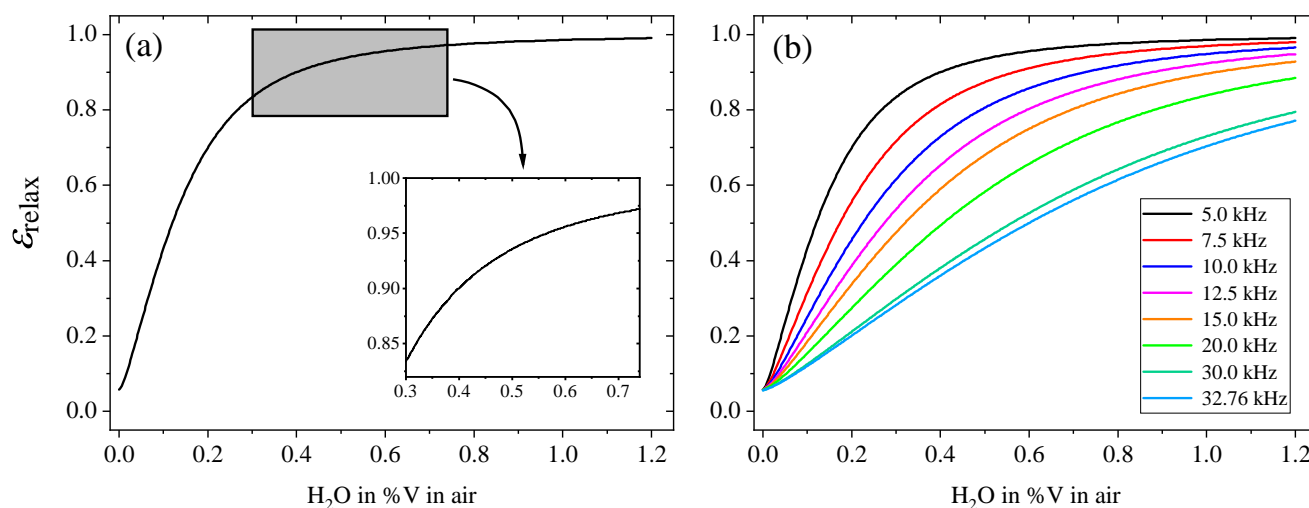 (a)
1.0
0.8
0.6
0.4
0.2
0.0
εrelax
0.0 0.2 0.4 0.6 0.8 1.0 1.2
H₂O in %V in air
1.00
0.95
0.90
0.85
0.3 0.4 0.5 0.6 0.7
(b)
1.0
0.8
0.6
0.4
0.2
0.0
0.0 0.2 0.4 0.6 0.8 1.0 1.2
H₂O in %V in air
5.0 kHz
7.5 kHz
10.0 kHz
12.5 kHz
15.0 kHz
20.0 kHz
30.0 kHz
32.76 kHz